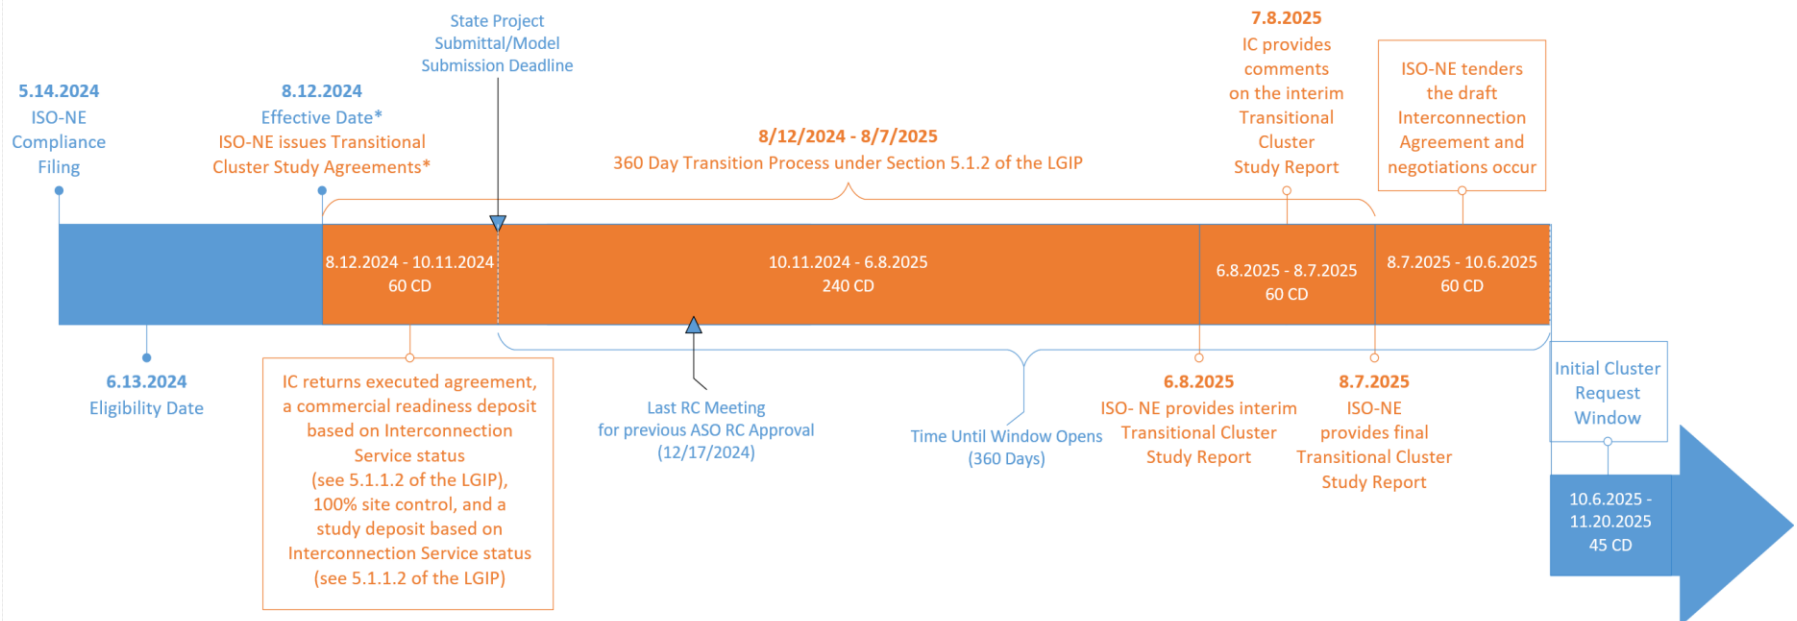 5.14.2024
ISO-NE
Compliance
Filing
8.12.2024
Effective Date*
ISO-NE issues Transitional
Cluster Study Agreements*
State Project
Submittal/Model
Submission Deadline
8/12/2024 - 8/7/2025
360 Day Transition Process under Section 5.1.2 of the LGIP
7.8.2025
IC provides
comments
on the interim
Transitional
Cluster
Study Report
ISO-NE tenders
the draft
Interconnection
Agreement and
negotiations occur
8.12.2024 - 10.11.2024
60 CD
10.11.2024 - 6.8.2025
240 CD
6.8.2025 - 8.7.2025
60 CD
8.7.2025 - 10.6.2025
60 CD
6.13.2024
Eligibility Date
IC returns executed agreement,
a commercial readiness deposit
based on Interconnection
Service status
(see 5.1.1.2 of the LGIP),
100% site control, and a
study deposit based on
Interconnection Service status
(see 5.1.1.2 of the LGIP)
Last RC Meeting
for previous ASO RC Approval
(12/17/2024)
Time Until Window Opens
(360 Days)
6.8.2025
ISO- NE provides interim
Transitional Cluster
Study Report
8.7.2025
ISO-NE
provides final
Transitional Cluster
Study Report
Initial Cluster
Request
Window
10.6.2025 -
11.20.2025
45 CD